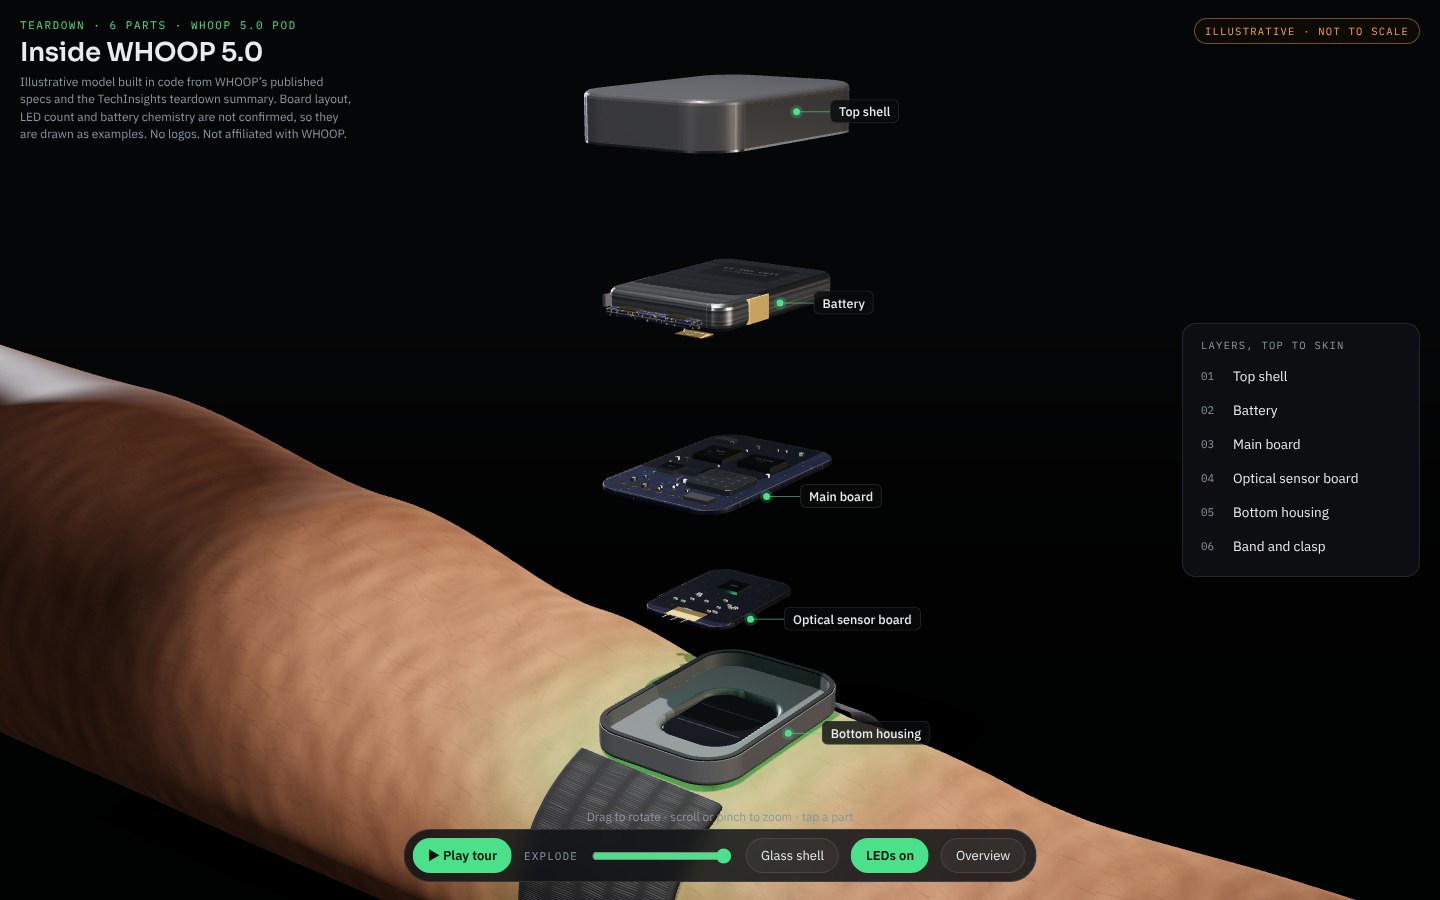 TEARDOWN · 6 PARTS · WHOOP 5.0 POD
Inside WHOOP 5.0
Illustrative model built in code from WHOOP’s published
specs and the TechInsights teardown summary. Board layout,
LED count and battery chemistry are not confirmed, so they
are drawn as examples. No logos. Not affiliated with WHOOP.
ILLUSTRATIVE · NOT TO SCALE
Top shell
Battery
Main board
Optical sensor board
Bottom housing
LAYERS, TOP TO SKIN
01 Top shell
02 Battery
03 Main board
04 Optical sensor board
05 Bottom housing
06 Band and clasp
Drag to rotate · scroll or pinch to zoom · tap a part
▶ Play tour
EXPLODE
Glass shell
LEDs on
Overview